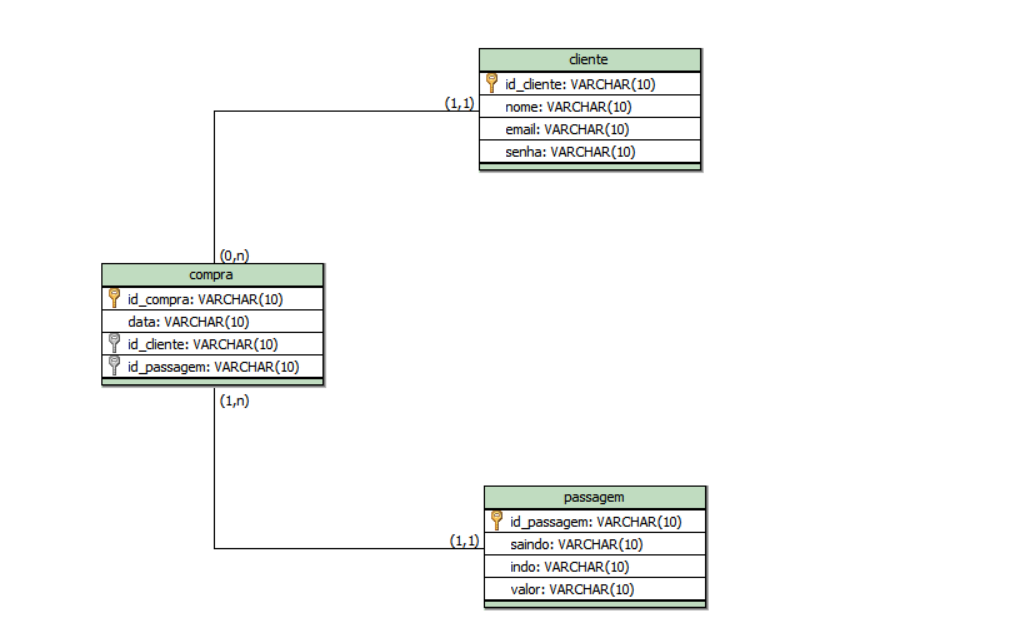 cliente
id_cliente: VARCHAR(10)
nome: VARCHAR(10)
email: VARCHAR(10)
senha: VARCHAR(10)
(1,1)
(0,n)
compra
id_compra: VARCHAR(10)
data: VARCHAR(10)
id_cliente: VARCHAR(10)
id_passagem: VARCHAR(10)
(1,n)
(1,1)
passagem
id_passagem: VARCHAR(10)
saindo: VARCHAR(10)
indo: VARCHAR(10)
valor: VARCHAR(10)